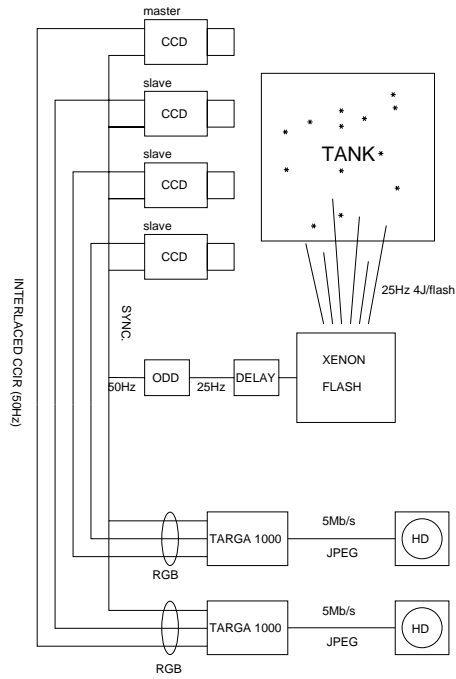 master
CCD
slave
CCD
slave
CCD
slave
CCD
TANK
25Hz 4J/flash
INTERLACED CCIR (50Hz)
SYNC.
50Hz
ODD
25Hz
DELAY
XENON
FLASH
RGB
TARGA 1000
5Mb/s
JPEG
HD
RGB
TARGA 1000
5Mb/s
JPEG
HD